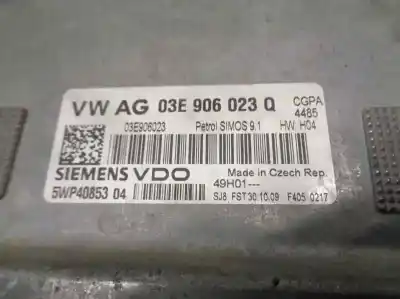 VW AG 03E 906 023 Q CGPA
4485
03E906023 Petrol SIMOS 9.1 HW H04
SIEMENS VDO Made in Czech Rep.
49H01---
5WP40853 04 SJ8 FST 30.10.09 F405 0217